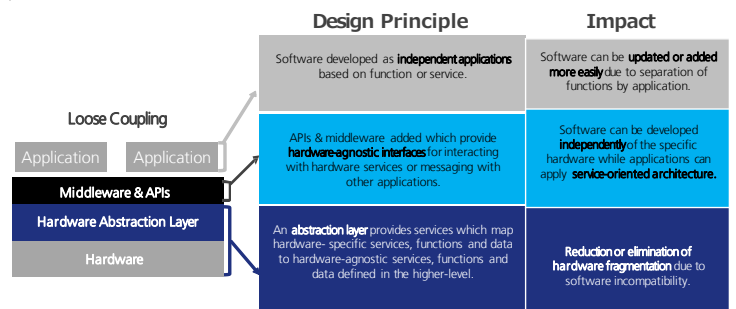 Design Principle
Impact
Software developed as independent applications
based on function or service.
Software can be updated or added
more easily due to separation of
functions by application.
Loose Coupling
Application
Application
Middleware & APIs
Hardware Abstraction Layer
Hardware
APIs & middleware added which provide
hardware-agnostic interfaces for interacting
with hardware services or messaging with
other applications.
Software can be developed
independently of the specific
hardware while applications can
apply service-oriented architecture.
An abstraction layer provides services which map
hardware- specific services, functions and data
to hardware-agnostic services, functions and
data defined in the higher-level.
Reduction or elimination of
hardware fragmentation due to
software incompatibility.